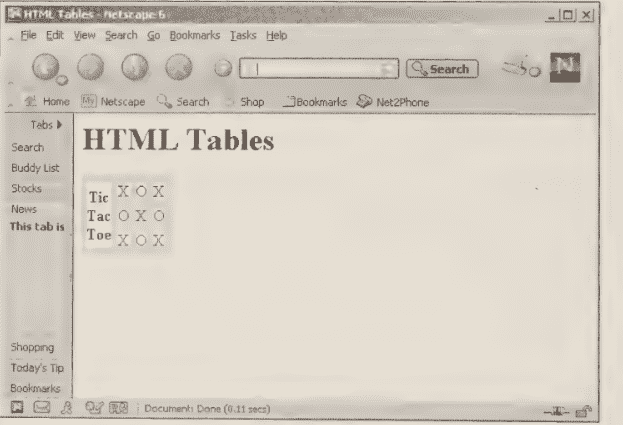 HTML Tables - Netscape 6
File Edit View Search Go Bookmarks Tasks Help
Search
N
Home My Netscape Search Shop Bookmarks Net2Phone
Tabs
Search
Buddy List
Stocks
News
This tab is
Shopping
Today's Tip
Bookmarks
HTML Tables
Tic X O X
Tac O X O
Toe X O X
Document: Done (0.11 secs)